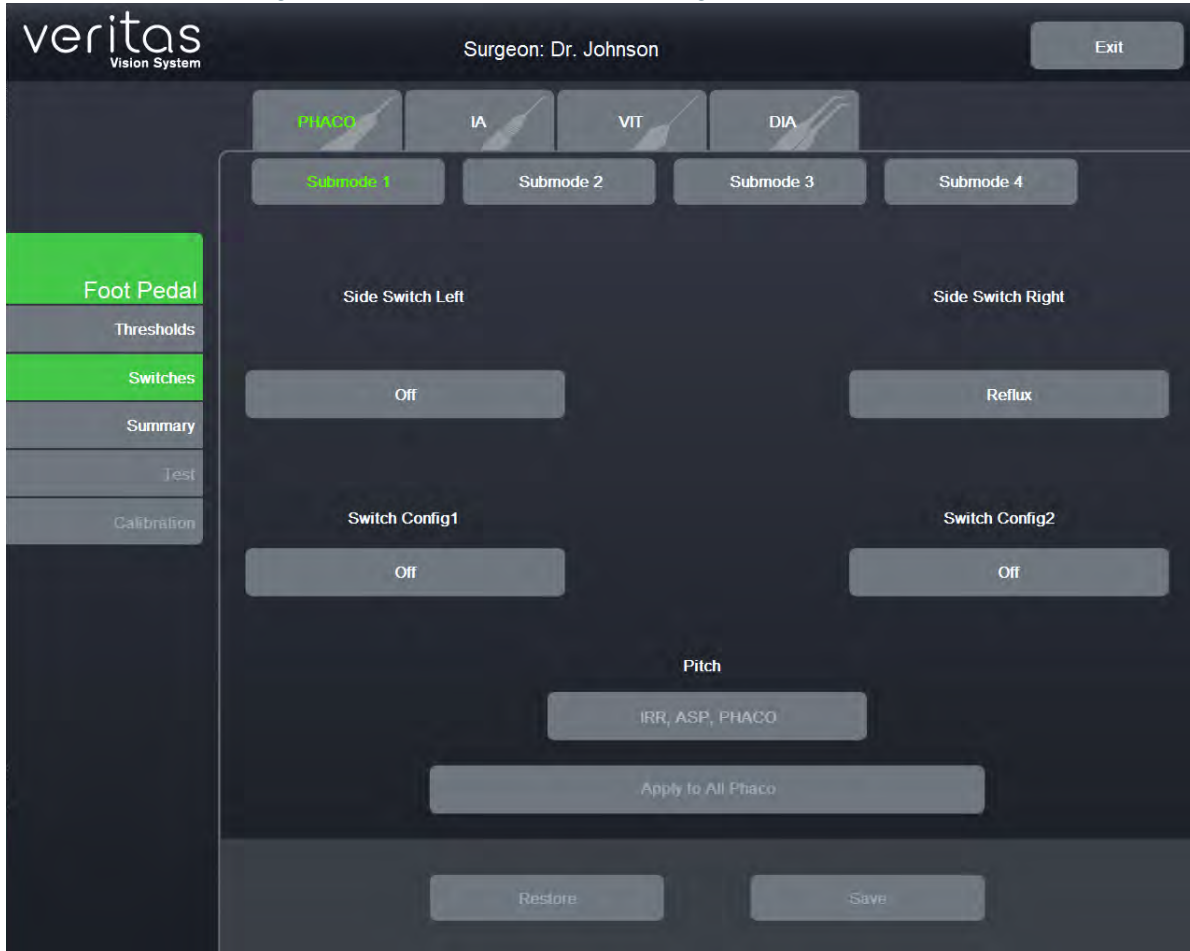 veritas
Vision System
Surgeon: Dr. Johnson
Exit
PHACO
IA
VIT
DIA
Submode 1
Submode 2
Submode 3
Submode 4
Foot Pedal
Thresholds
Switches
Summary
Test
Calibration
Side Switch Left
Side Switch Right
Off
Reflux
Switch Config1
Switch Config2
Off
Off
Pitch
IRR, ASP, PHACO
Apply to All Phaco
Restore
Save